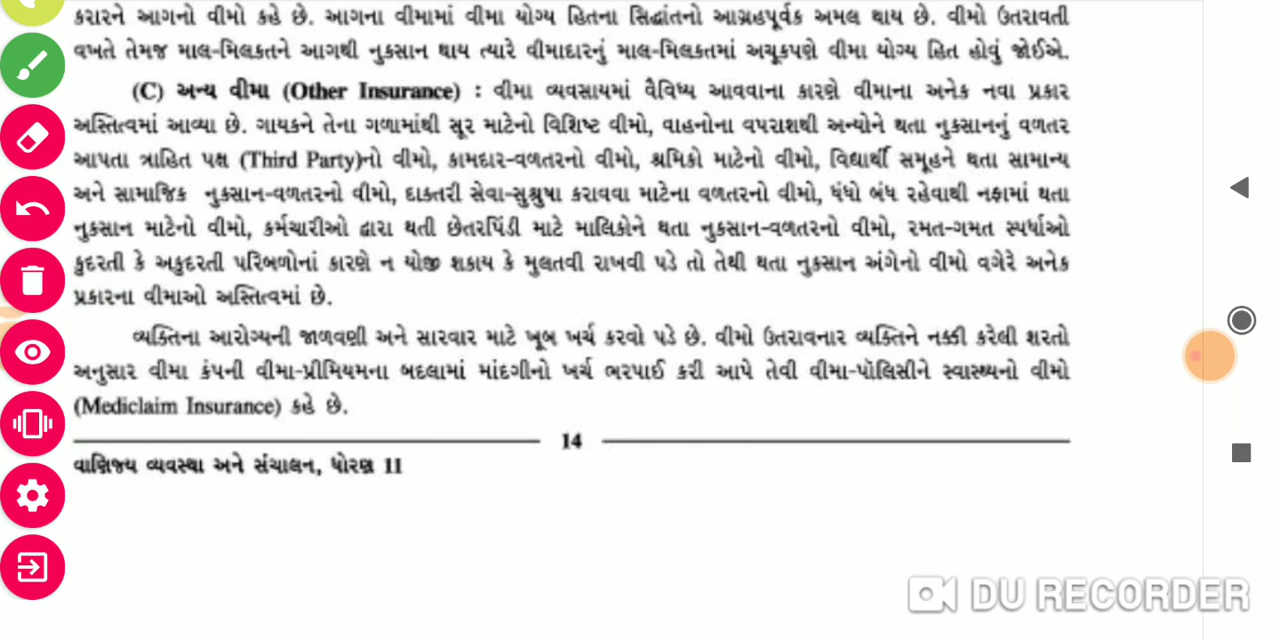 કરારને આગનો વીમો કહે છે. આગના વીમામાં વીમા યોગ્ય હિતના સિદ્ધાંતનો આગ્રહપૂર્વક અમલ થાય છે. વીમો ઉતરાવતી
વખતે તેમજ માલ-મિલકતને આગથી નુકસાન થાય ત્યારે વીમાદારનું માલ-મિલકતમાં અચૂકપણે વીમા યોગ્ય હિત હોવું જોઈએ.
(C) અન્ય વીમા (Other Insurance) : વીમા વ્યવસાયમાં વૈવિધ્ય આવવાના કારણે વીમાના અનેક નવા પ્રકાર
અસ્તિત્વમાં આવ્યા છે. ગાયકને તેના ગળામાંથી સૂર માટેનો વિશિષ્ટ વીમો, વાહનોના વપરાશથી અન્યોને થતા નુકસાનનું વળતર
આપતા ત્રાહિત પક્ષ (Third Party)નો વીમો, કામદાર-વળતરનો વીમો, શ્રમિકો માટેનો વીમો, વિદ્યાર્થી સમૂહને થતા સામાન્ય
અને સામાજિક નુકસાન-વળતરનો વીમો, દાક્તરી સેવા-સુશ્રુષા કરાવવા માટેના વળતરનો વીમો, ધંધો બંધ રહેવાથી નફામાં થતા
નુકસાન માટેનો વીમો, કર્મચારીઓ દ્વારા થતી છેતરપિંડી માટે માલિકોને થતા નુકસાન-વળતરનો વીમો, રમત-ગમત સ્પર્ધાઓ
કુદરતી કે અકુદરતી પરિબળોનાં કારણે ન યોજી શકાય કે મુલતવી રાખવી પડે તો તેથી થતા નુકસાન અંગેનો વીમો વગેરે અનેક
પ્રકારના વીમાઓ અસ્તિત્વમાં છે.
વ્યક્તિના આરોગ્યની જાળવણી અને સારવાર માટે ખૂબ ખર્ચ કરવો પડે છે. વીમો ઉતરાવનાર વ્યક્તિને નક્કી કરેલી શરતો
અનુસાર વીમા કંપની વીમા-પ્રીમિયમના બદલામાં માંદગીનો ખર્ચ ભરપાઈ કરી આપે તેવી વીમા-પૉલિસીને સ્વાસ્થ્યનો વીમો
(Mediclaim Insurance) કહે છે.
14
વાણિજ્ય વ્યવસ્થા અને સંચાલન, ધોરણ 11
DU RECORDER